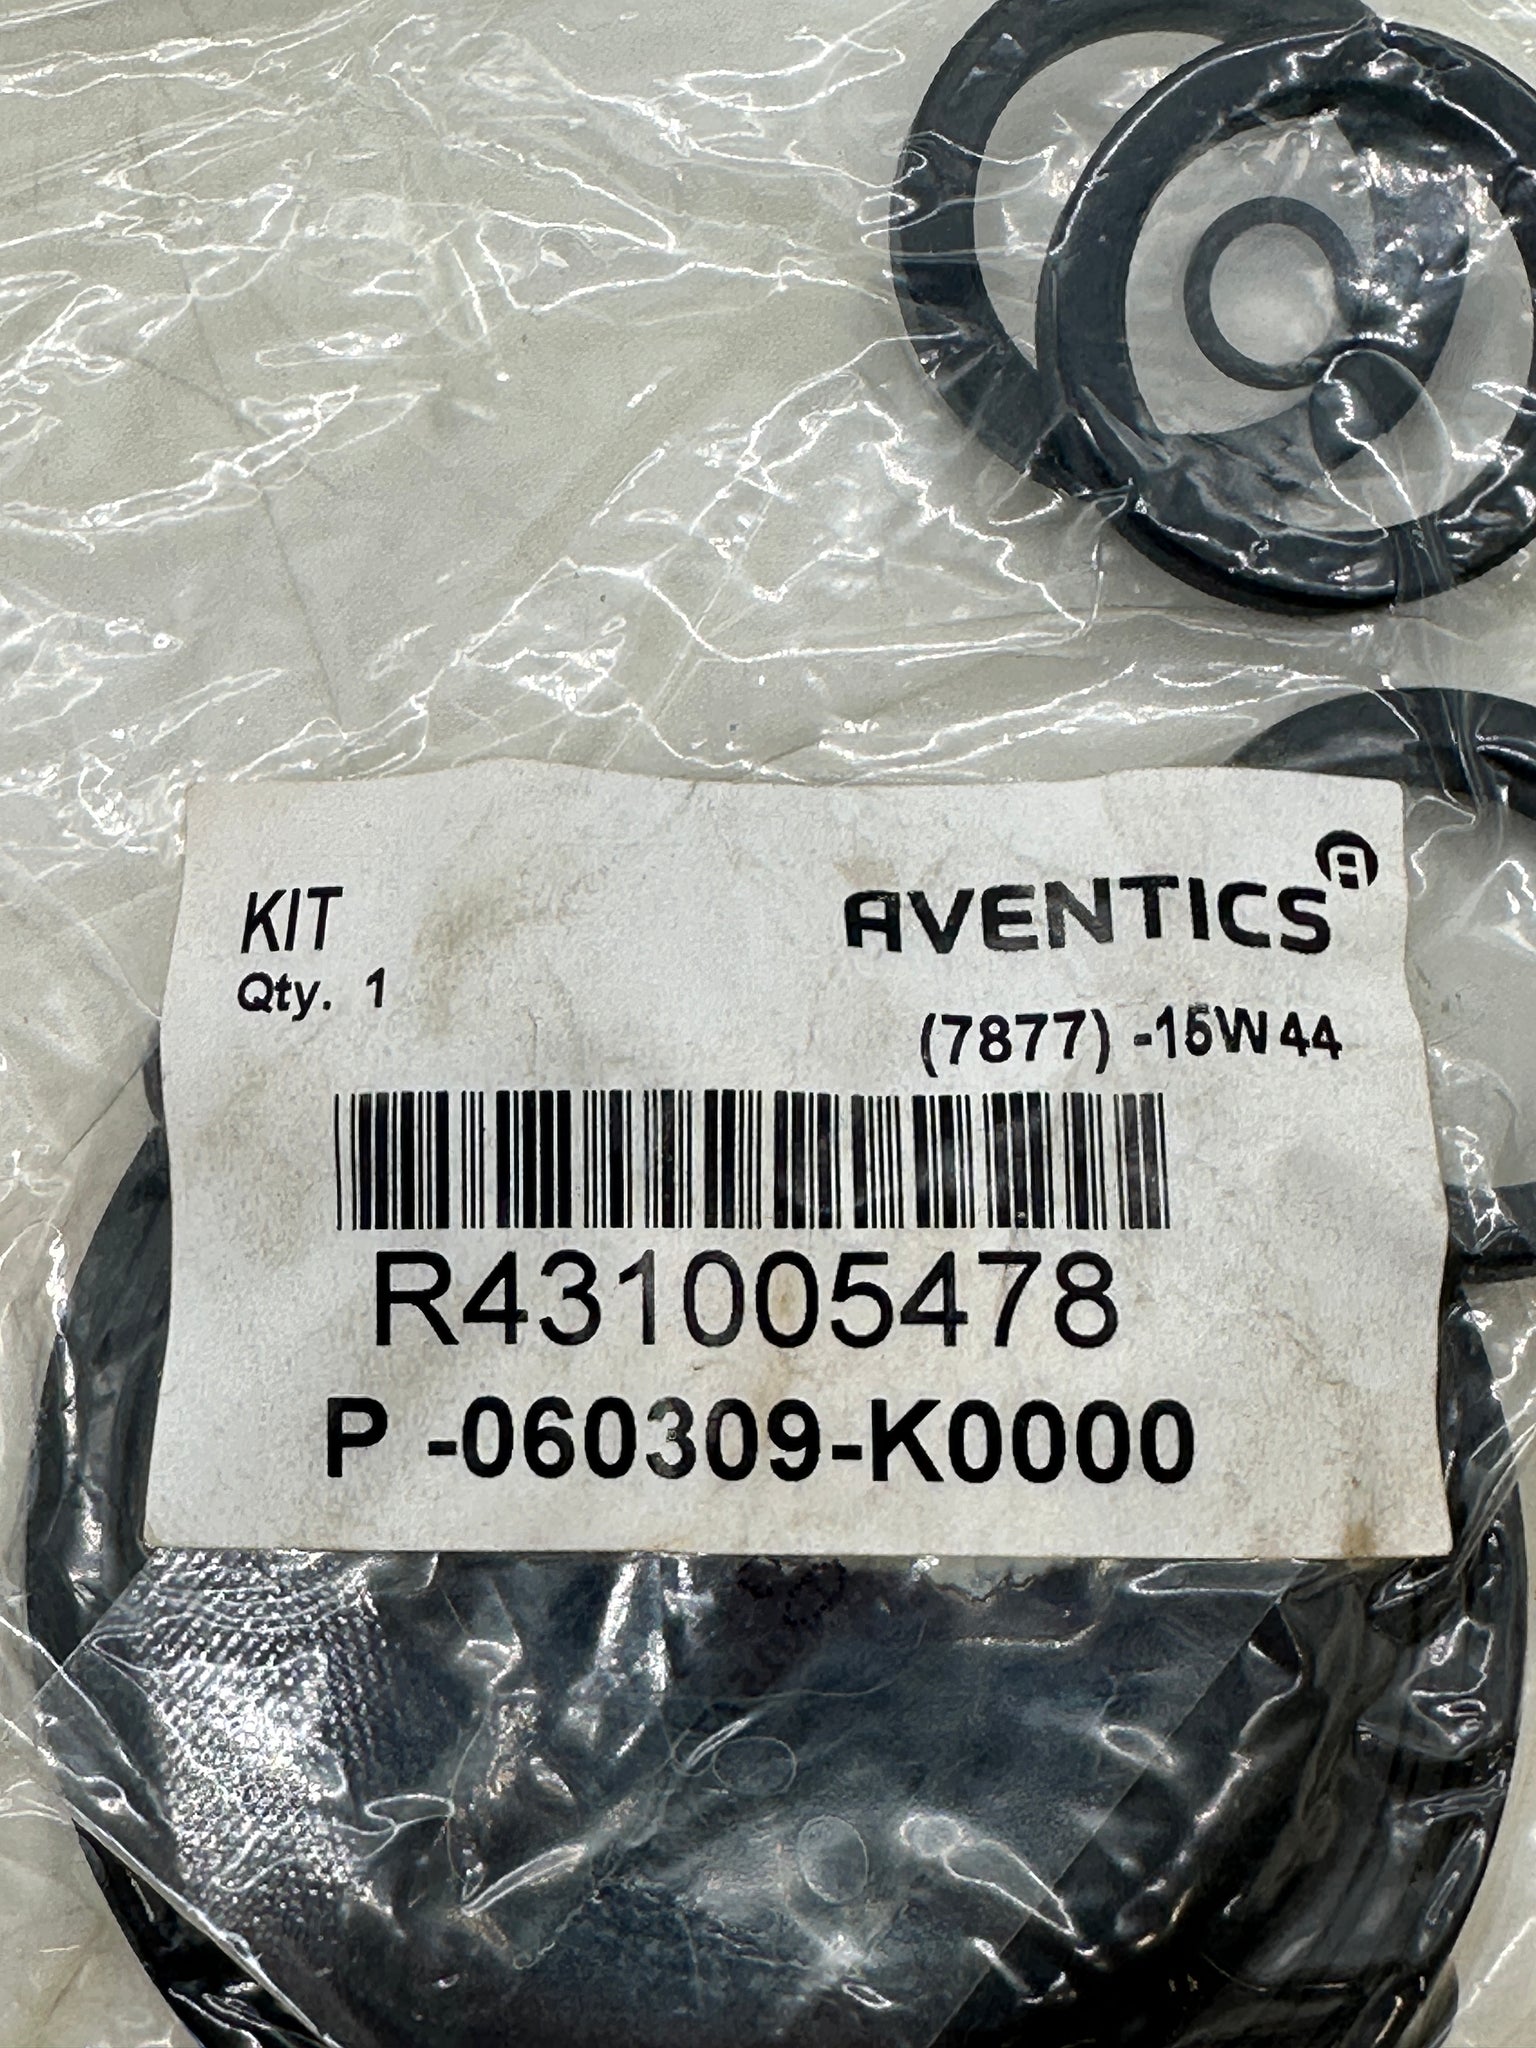 KIT
AVENTICS
Qty. 1
(7877) -15W44
R431005478
P -060309-K0000